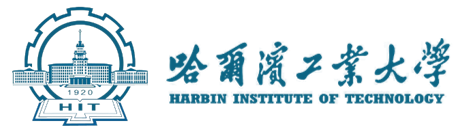 1920
HIT
哈爾濱工業大學
HARBIN INSTITUTE OF TECHNOLOGY